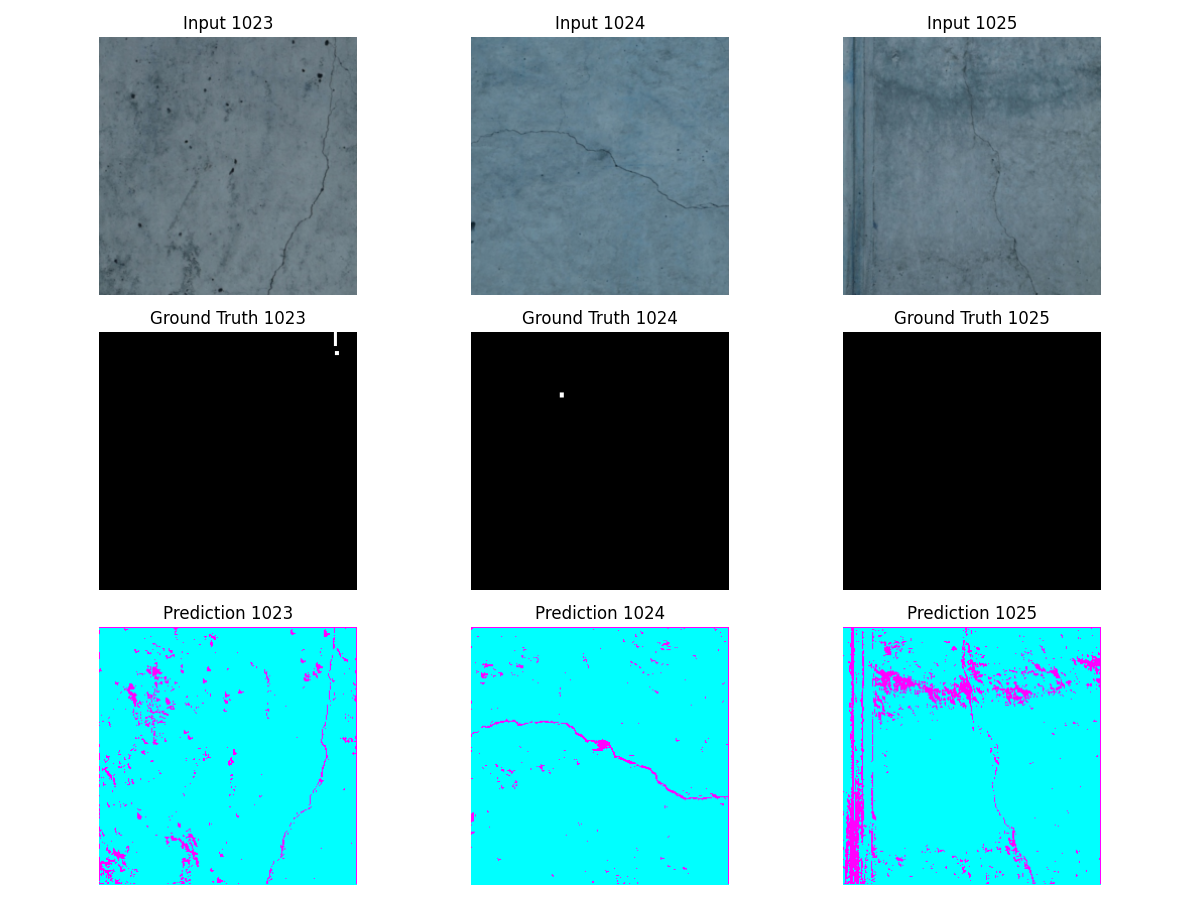 Input 1023
Input 1024
Input 1025
Ground Truth 1023
Ground Truth 1024
Ground Truth 1025
Prediction 1023
Prediction 1024
Prediction 1025